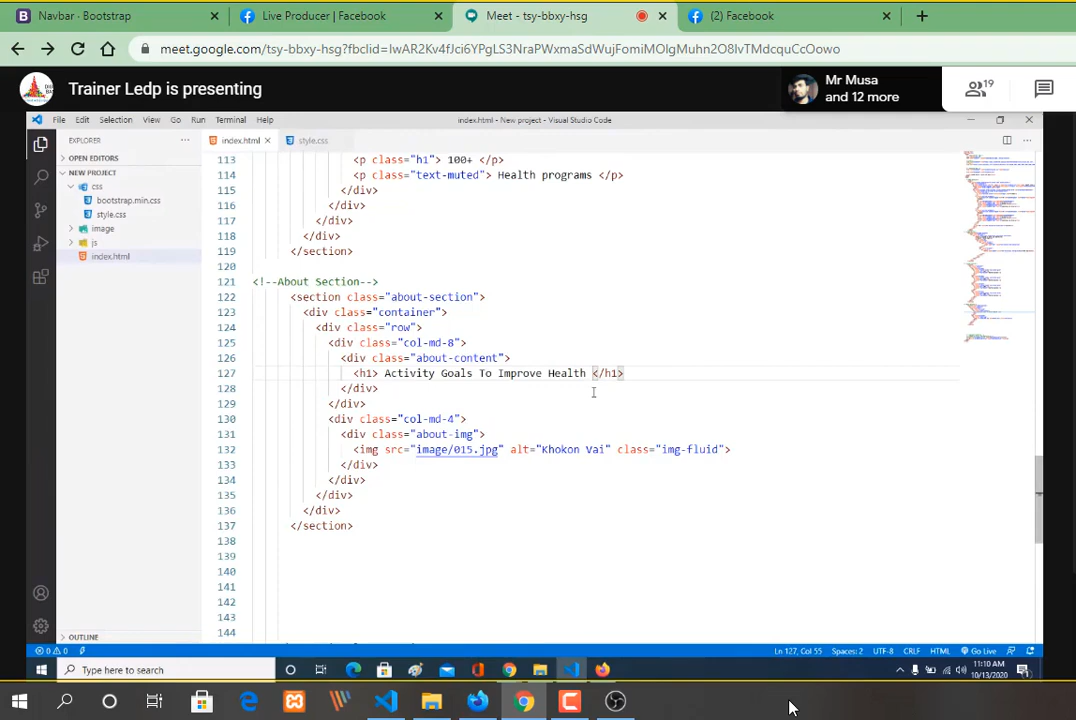 Navbar - Bootstrap
Live Producer | Facebook
Meet - tsy-bbxy-hsg
(2) Facebook
meet.google.com/tsy-bbxy-hsg?fbclid=IwAR2Kv4fJci6YPgLS3NraPWxmaSdWujFomiMOlgMuhn2O8IvTMdcquCcOowo
Trainer Ledp is presenting
Mr Musa
and 12 more
19
File Edit Selection View Go Run Terminal Help
index.html - New project - Visual Studio Code
EXPLORER
index.html
style.css
OPEN EDITORS
NEW PROJECT
css
bootstrap.min.css
style.css
image
js
index.html
OUTLINE
113 <p class="h1"> 100+ </p>
114 <p class="text-muted"> Health programs </p>
115 </div>
116 </div>
117 </div>
118 </div>
119 </section>
120
121 <!--About Section-->
122 <section class="about-section">
123 <div class="container">
124 <div class="row">
125 <div class="col-md-8">
126 <div class="about-content">
127 <h1> Activity Goals To Improve Health </h1>
128 </div>
129 </div>
130 <div class="col-md-4">
131 <div class="about-img">
132 <img src="image/015.jpg" alt="Khokon Vai" class="img-fluid">
133 </div>
134 </div>
135 </div>
136 </div>
137 </section>
138
139
140
141
142
143
144
0 0
Ln 127, Col 55 Spaces: 2 UTF-8 CRLF HTML Go Live
Type here to search
11:10 AM
10/13/2020